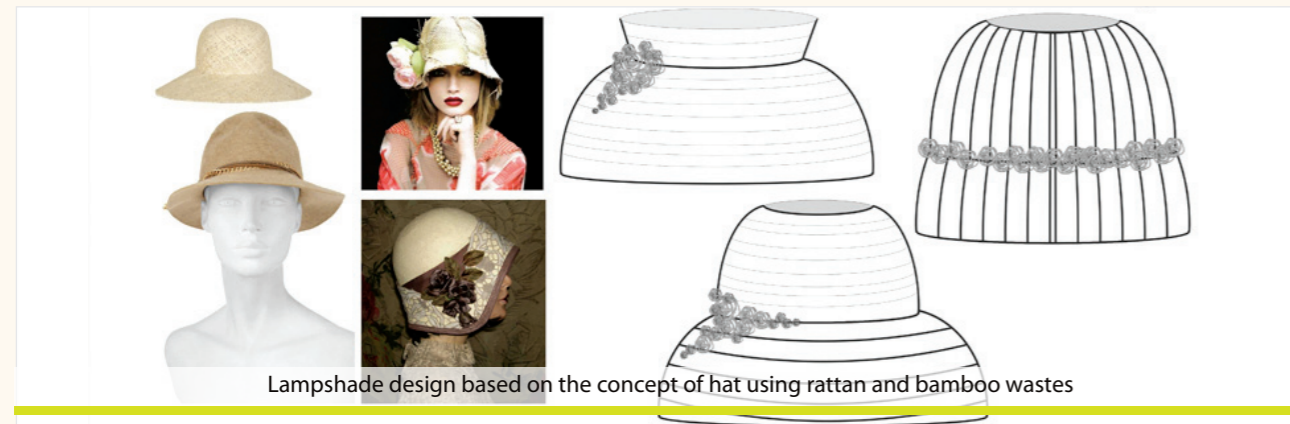 Lampshade design based on the concept of hat using rattan and bamboo wastes